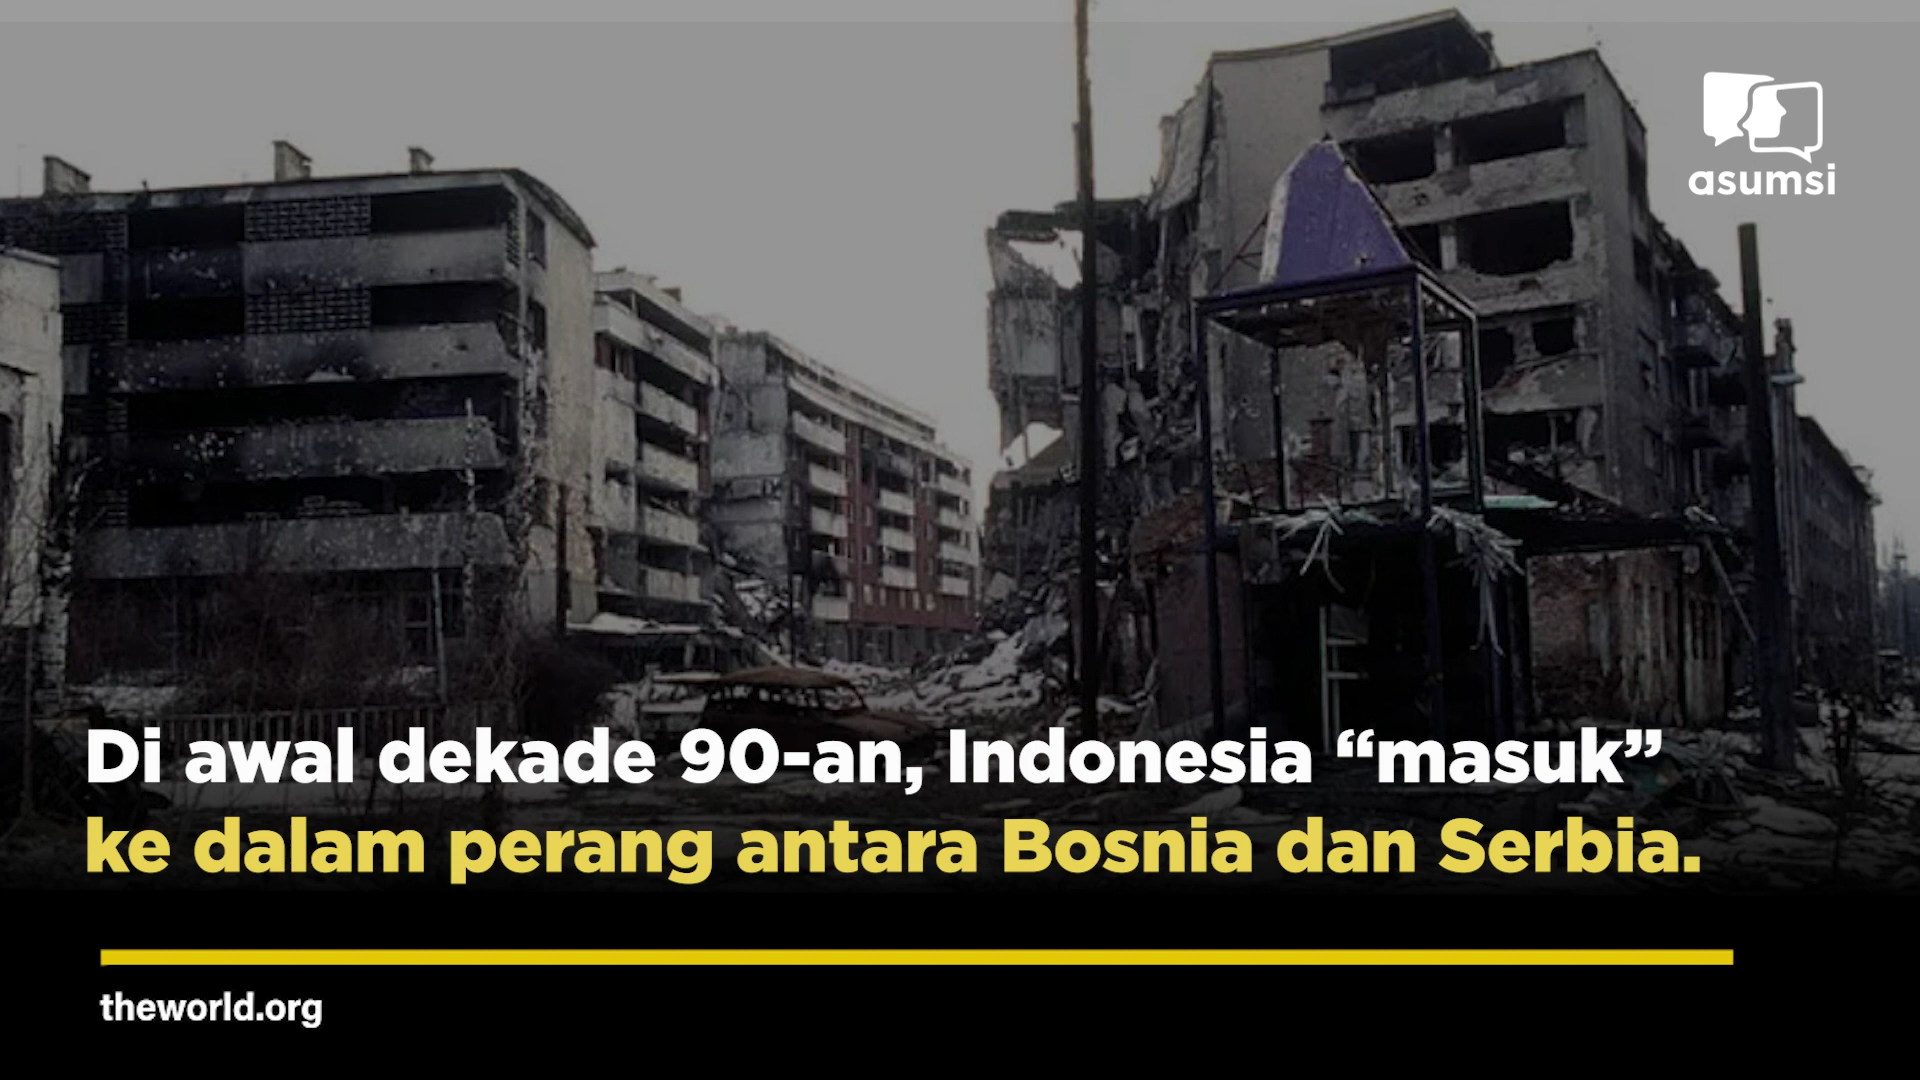 asumsi
Di awal dekade 90-an, Indonesia “masuk”
ke dalam perang antara Bosnia dan Serbia.
theworld.org